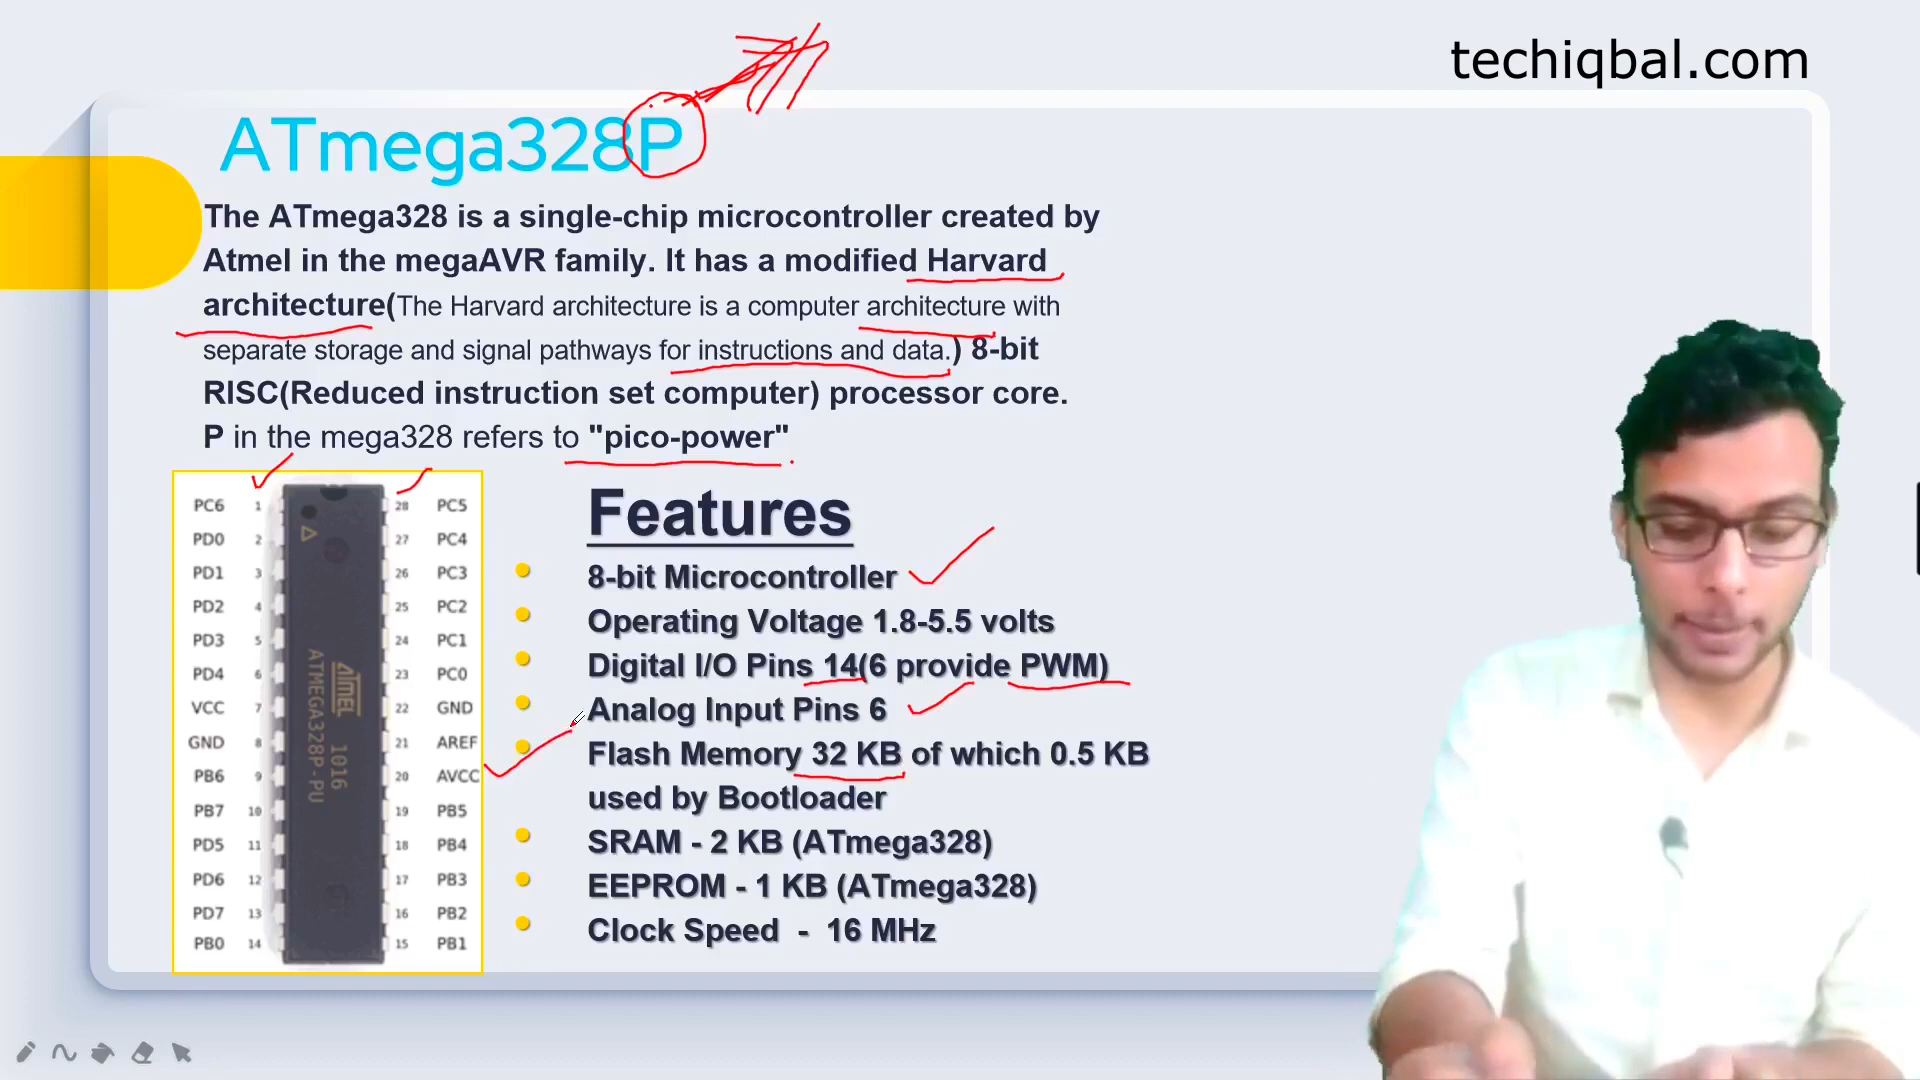 techiqbal.com
ATmega328P
The ATmega328 is a single-chip microcontroller created by
Atmel in the megaAVR family. It has a modified Harvard
architecture(The Harvard architecture is a computer architecture with
separate storage and signal pathways for instructions and data.) 8-bit
RISC(Reduced instruction set computer) processor core.
P in the mega328 refers to "pico-power"
PC6 1 28 PC5
PD0 2 27 PC4
PD1 3 26 PC3
PD2 4 25 PC2
PD3 5 24 PC1
PD4 6 23 PC0
VCC 7 22 GND
GND 8 21 AREF
PB6 9 20 AVCC
PB7 10 19 PB5
PD5 11 18 PB4
PD6 12 17 PB3
PD7 13 16 PB2
PB0 14 15 PB1
ATMEL 1016
ATMEGA328P-PU
Features
8-bit Microcontroller
Operating Voltage 1.8-5.5 volts
Digital I/O Pins 14(6 provide PWM)
Analog Input Pins 6
Flash Memory 32 KB of which 0.5 KB
used by Bootloader
SRAM - 2 KB (ATmega328)
EEPROM - 1 KB (ATmega328)
Clock Speed - 16 MHz